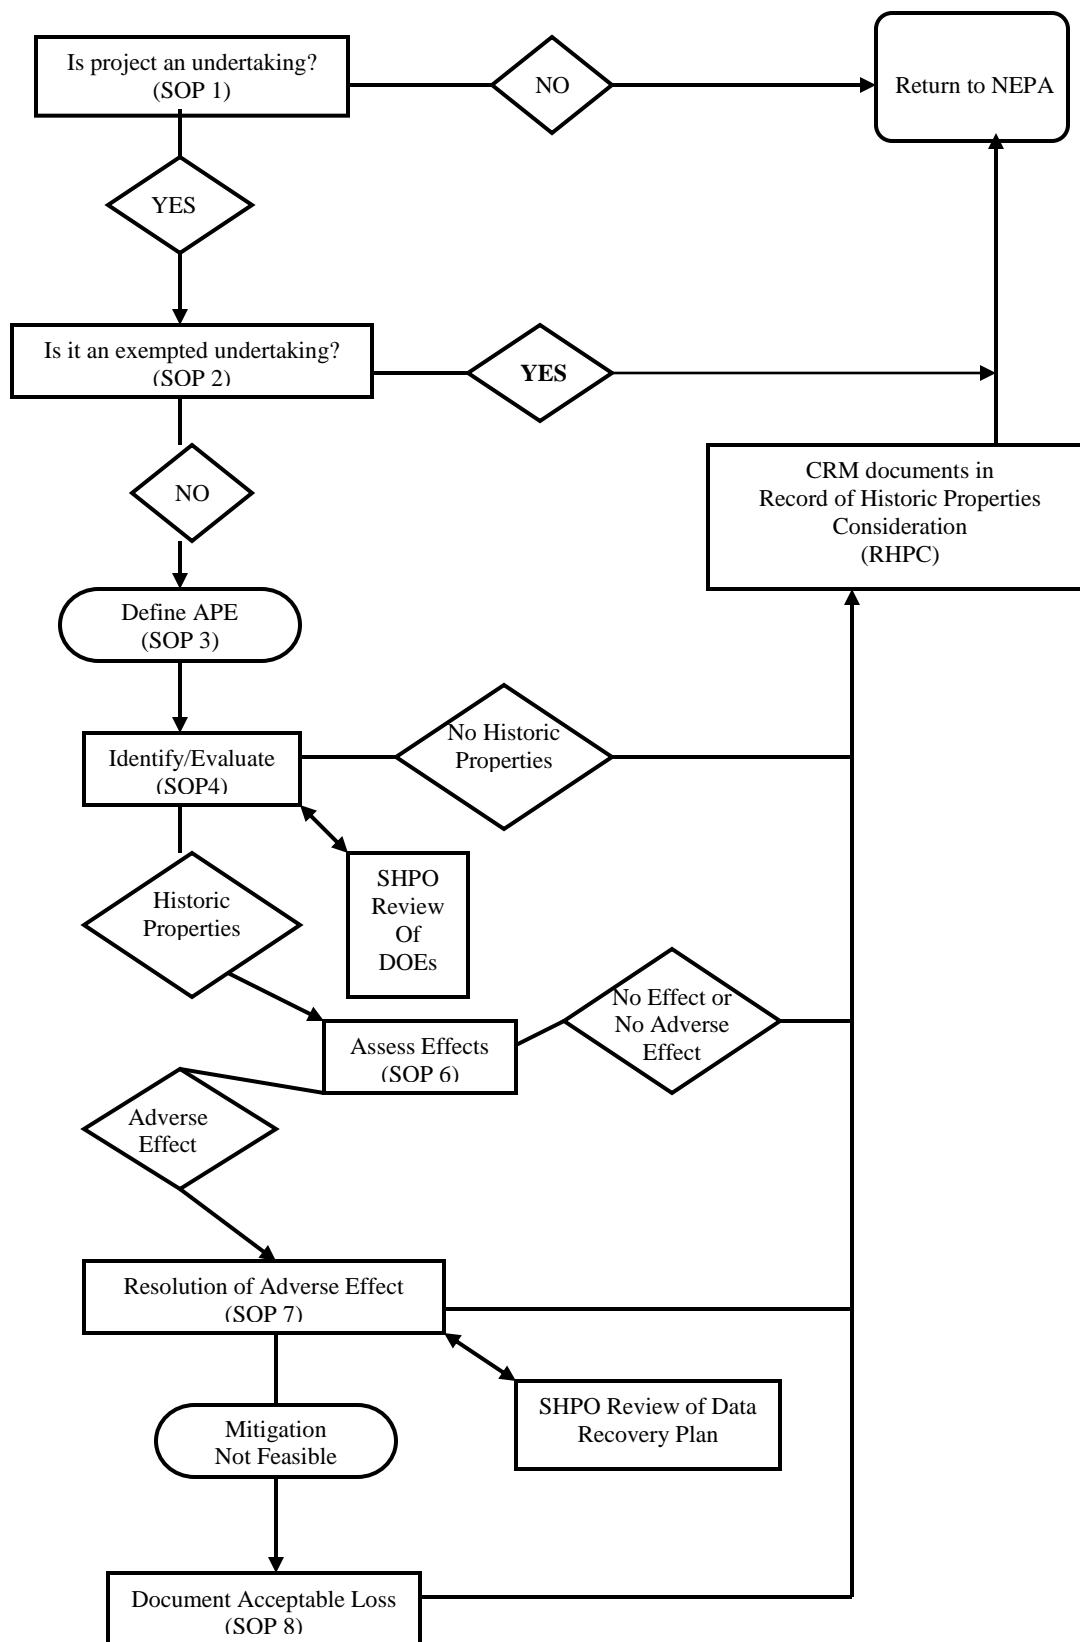 Is project an undertaking?
(SOP 1)
NO
Return to NEPA
YES
Is it an exempted undertaking?
(SOP 2)
YES
NO
CRM documents in
Record of Historic Properties
Consideration
(RHPC)
Define APE
(SOP 3)
No Historic
Properties
Identify/Evaluate
(SOP4)
SHPO
Review
Of
DOEs
Historic
Properties
No Effect or
No Adverse
Effect
Assess Effects
(SOP 6)
Adverse
Effect
Resolution of Adverse Effect
(SOP 7)
SHPO Review of Data
Recovery Plan
Mitigation
Not Feasible
Document Acceptable Loss
(SOP 8)